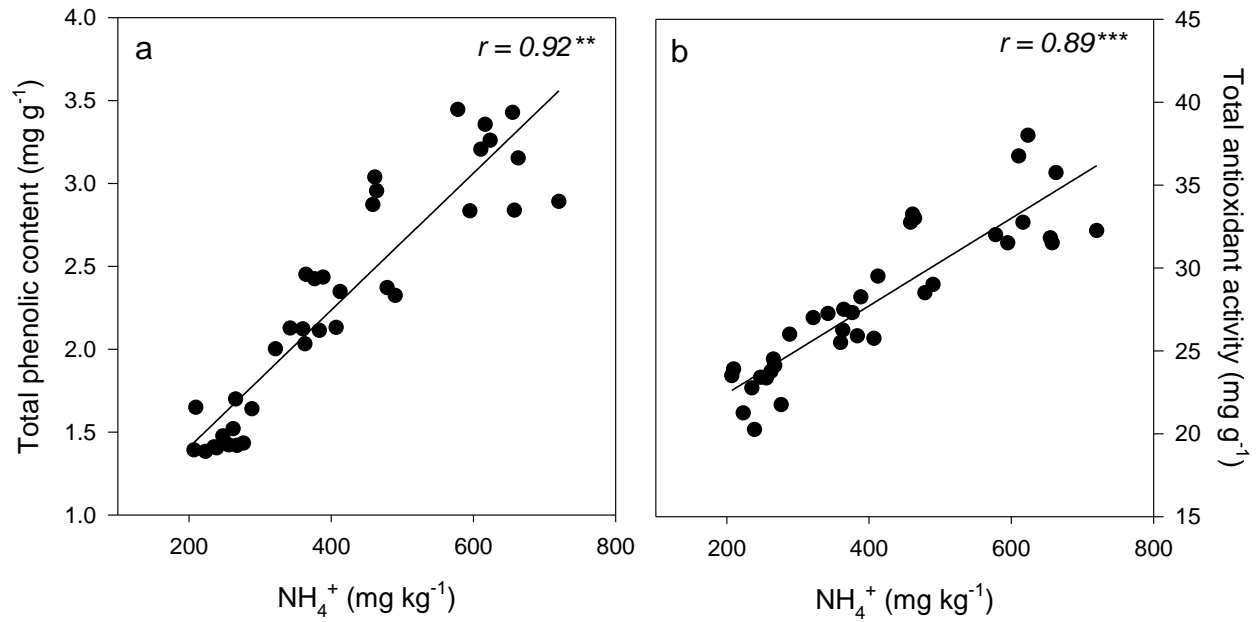 a
r = 0.92**
Total phenolic content (mg g⁻¹)
4.0
3.5
3.0
2.5
2.0
1.5
1.0
200
400
600
800
NH₄⁺ (mg kg⁻¹)
b
r = 0.89***
45
40
35
30
25
20
15
Total antioxidant activity (mg g⁻¹)
200
400
600
800
NH₄⁺ (mg kg⁻¹)